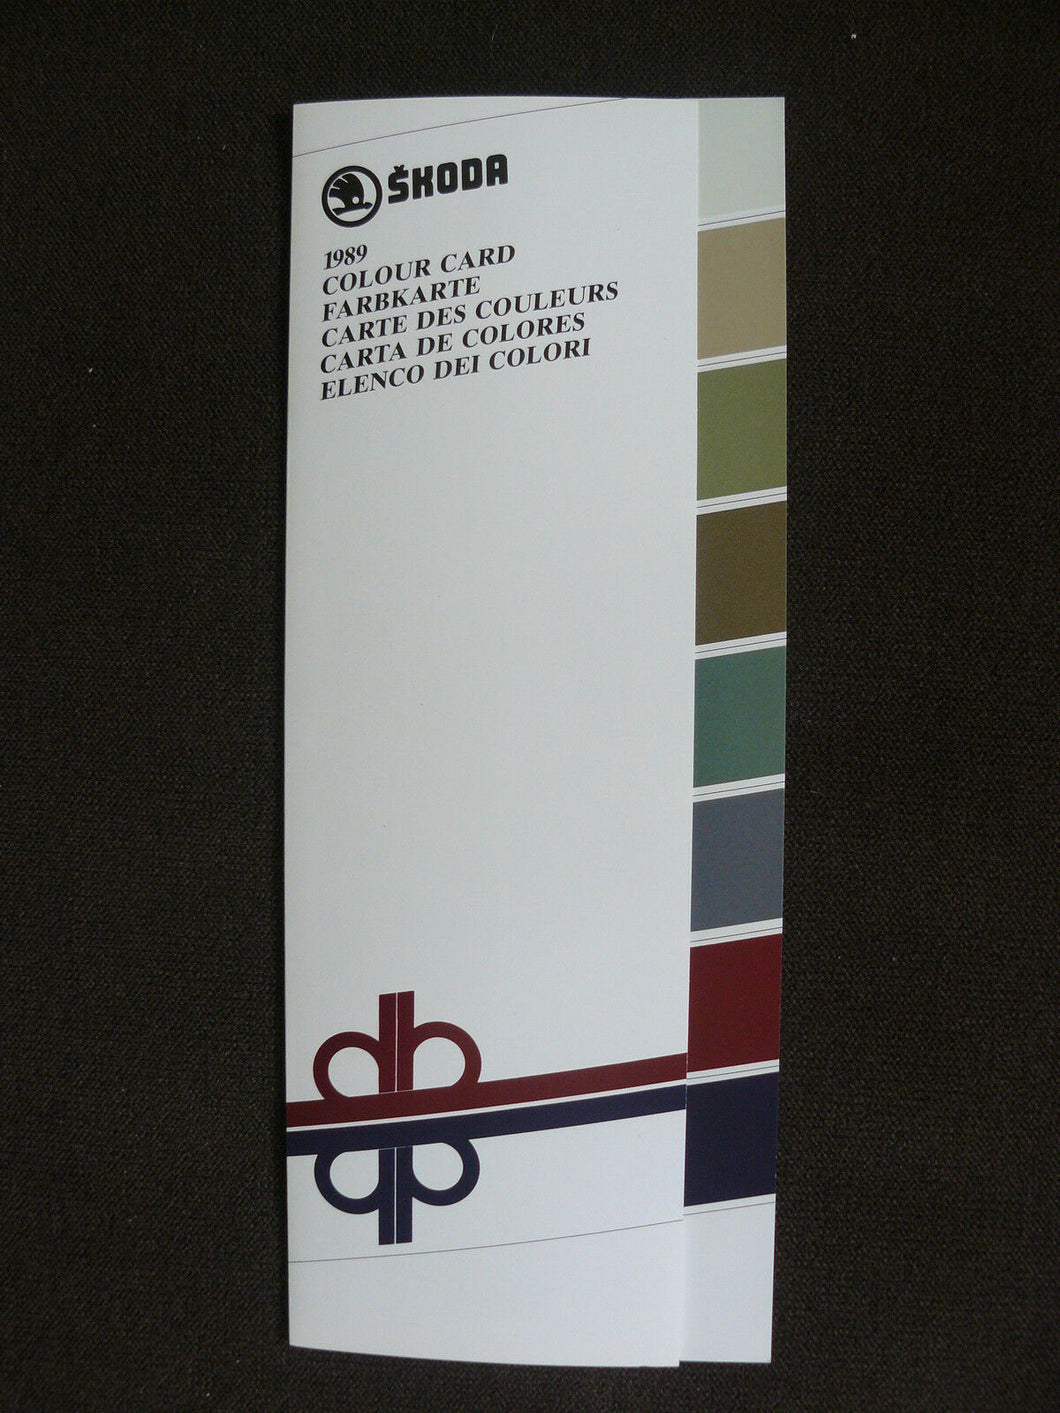 ŠKODA
1989
COLOUR CARD
FARBKARTE
CARTE DES COULEURS
CARTA DE COLORES
ELENCO DEI COLORI